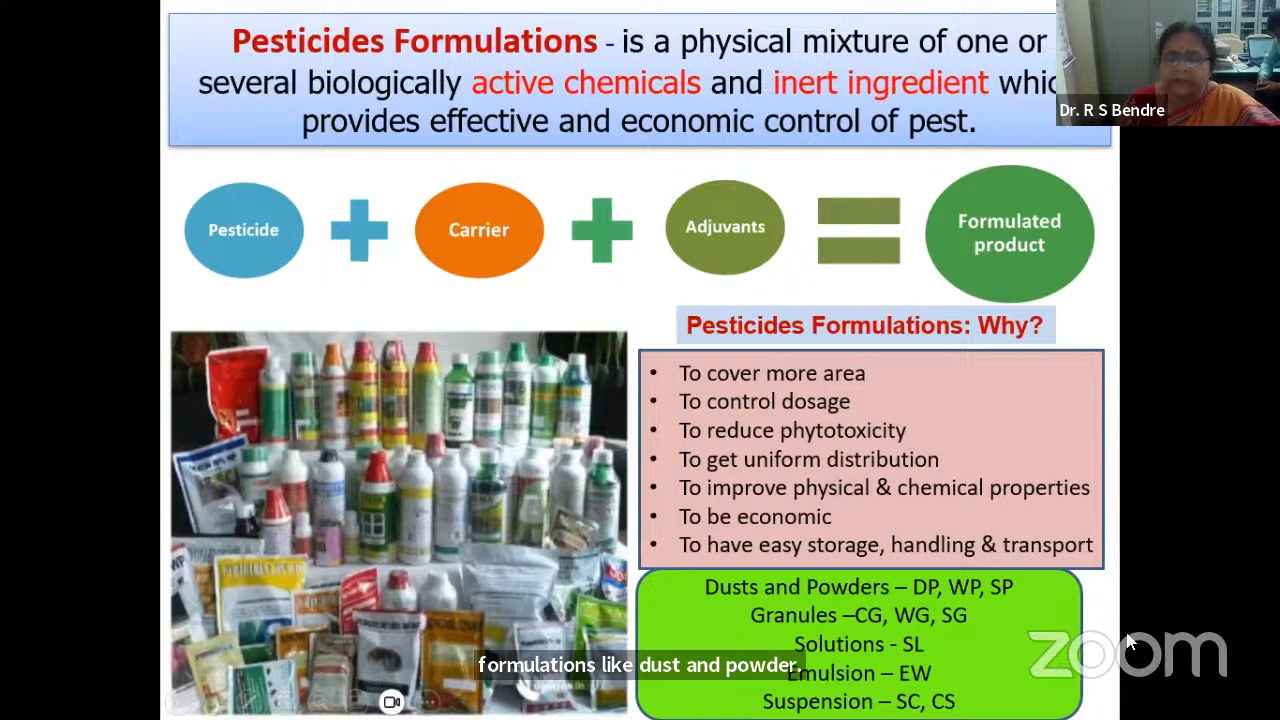 Pesticides Formulations - is a physical mixture of one or
several biologically active chemicals and inert ingredient
provides effective and economic control of pest.
Dr. R S Bendre
Pesticide
Carrier
Adjuvants
Formulated
product
Pesticides Formulations: Why?
• To cover more area
• To control dosage
• To reduce phytotoxicity
• To get uniform distribution
• To improve physical & chemical properties
• To be economic
• To have easy storage, handling & transport
Dusts and Powders – DP, WP, SP
Granules –CG, WG, SG
Solutions - SL
Emulsion – EW
Suspension – SC, CS
formulations like dust and powder.
zoom
WP